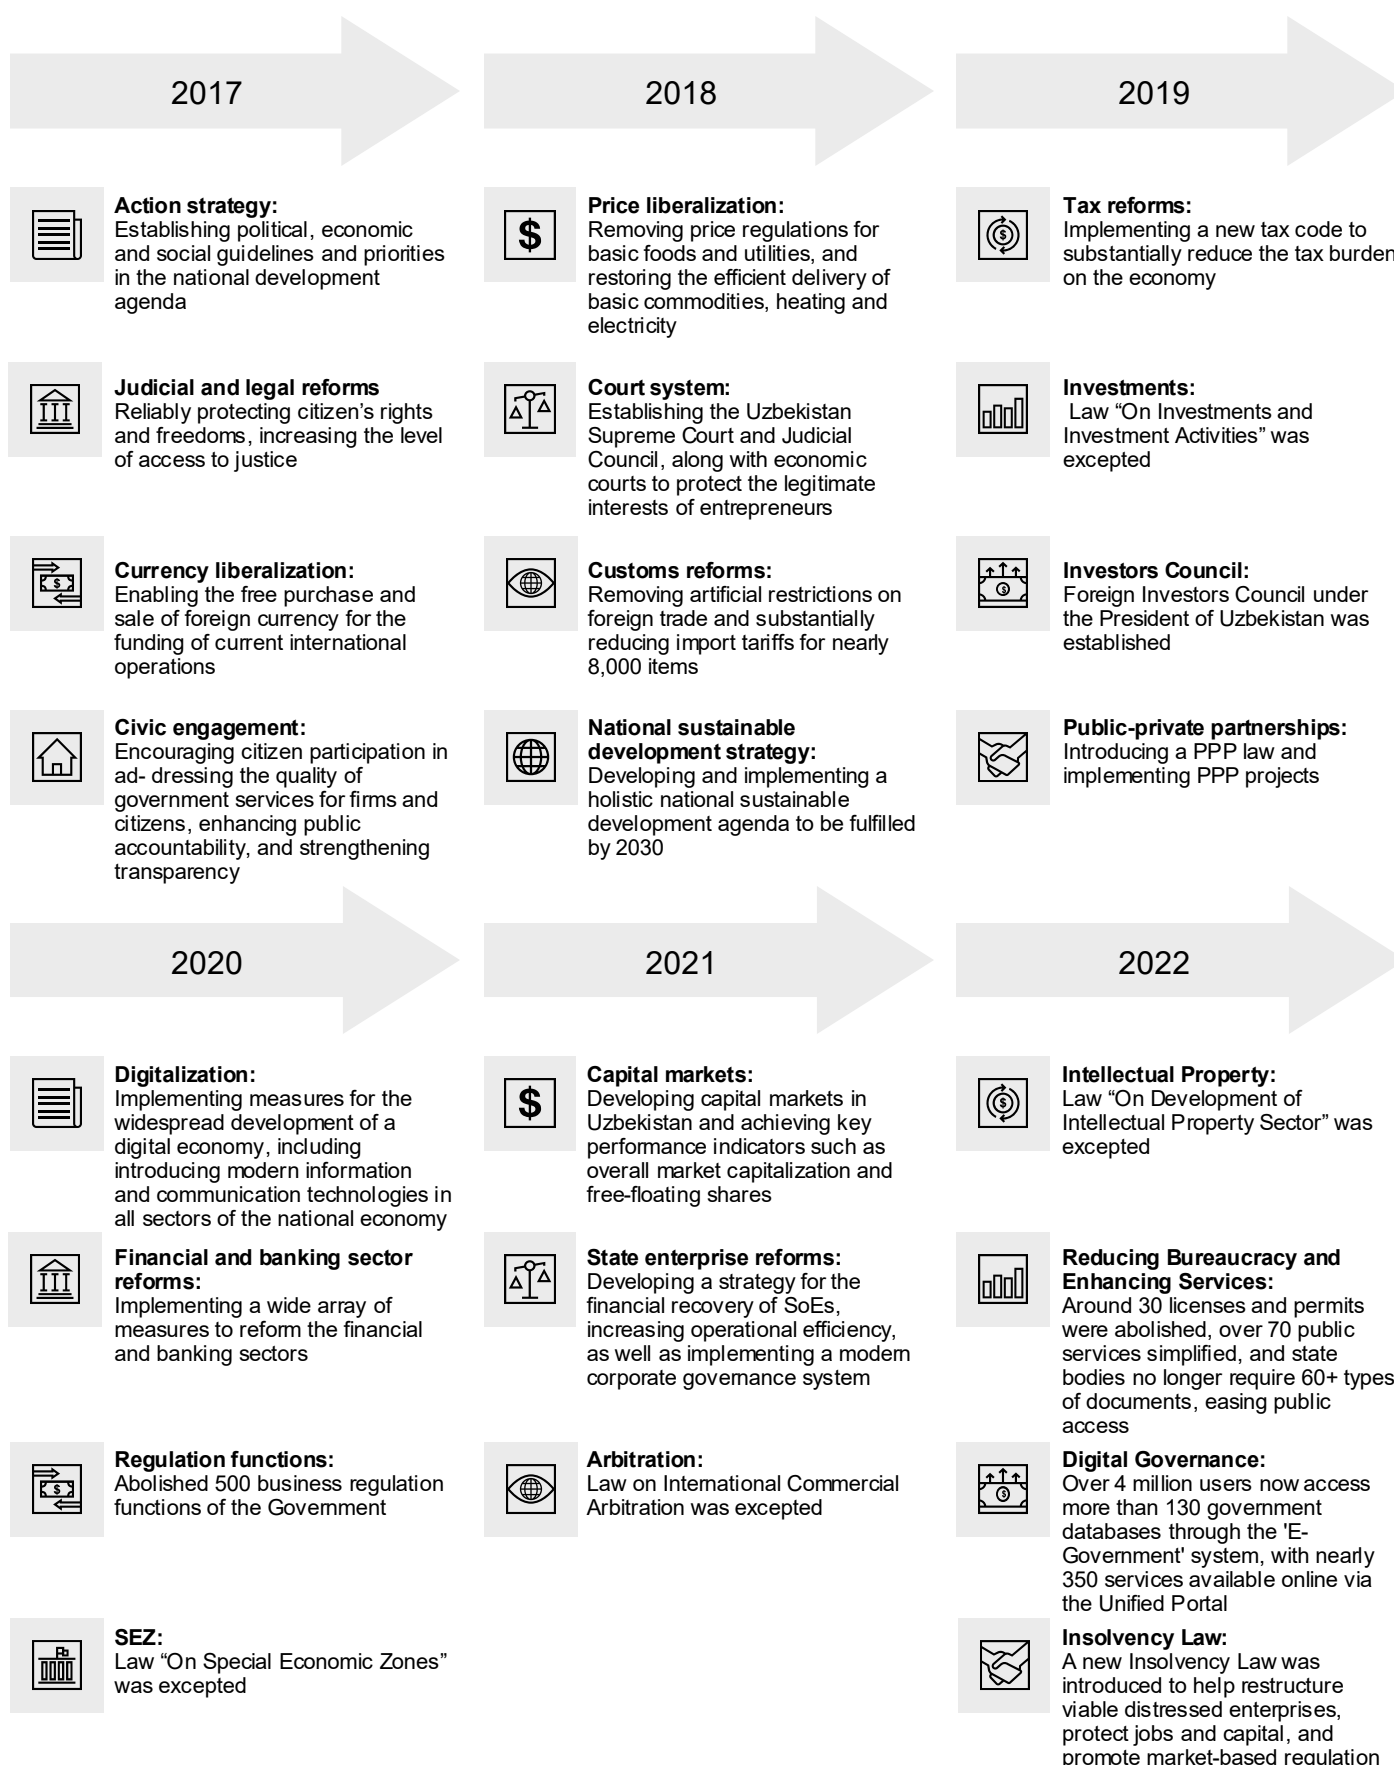 2017
Action strategy:
Establishing political, economic
and social guidelines and priorities
in the national development
agenda
Judicial and legal reforms
Reliably protecting citizen's rights
and freedoms, increasing the level
of access to justice
Currency liberalization:
Enabling the free purchase and
sale of foreign currency for the
funding of current international
operations
Civic engagement:
Encouraging citizen participation in
ad- dressing the quality of
government services for firms and
citizens, enhancing public
accountability, and strengthening
transparency
2018
Price liberalization:
Removing price regulations for
basic foods and utilities, and
restoring the efficient delivery of
basic commodities, heating and
electricity
Court system:
Establishing the Uzbekistan
Supreme Court and Judicial
Council, along with economic
courts to protect the legitimate
interests of entrepreneurs
Customs reforms:
Removing artificial restrictions on
foreign trade and substantially
reducing import tariffs for nearly
8,000 items
National sustainable
development strategy:
Developing and implementing a
holistic national sustainable
development agenda to be fulfilled
by 2030
2019
Tax reforms:
Implementing a new tax code to
substantially reduce the tax burden
on the economy
Investments:
Law “On Investments and
Investment Activities” was
excepted
Investors Council:
Foreign Investors Council under
the President of Uzbekistan was
established
Public-private partnerships:
Introducing a PPP law and
implementing PPP projects
2020
Digitalization:
Implementing measures for the
widespread development of a
digital economy, including
introducing modern information
and communication technologies in
all sectors of the national economy
Financial and banking sector
reforms:
Implementing a wide array of
measures to reform the financial
and banking sectors
Regulation functions:
Abolished 500 business regulation
functions of the Government
SEZ:
Law “On Special Economic Zones”
was excepted
2021
Capital markets:
Developing capital markets in
Uzbekistan and achieving key
performance indicators such as
overall market capitalization and
free-floating shares
State enterprise reforms:
Developing a strategy for the
financial recovery of SoEs,
increasing operational efficiency,
as well as implementing a modern
corporate governance system
Arbitration:
Law on International Commercial
Arbitration was excepted
2022
Intellectual Property:
Law “On Development of
Intellectual Property Sector” was
excepted
Reducing Bureaucracy and
Enhancing Services:
Around 30 licenses and permits
were abolished, over 70 public
services simplified, and state
bodies no longer require 60+ types
of documents, easing public
access
Digital Governance:
Over 4 million users now access
more than 130 government
databases through the 'E-
Government' system, with nearly
350 services available online via
the Unified Portal
Insolvency Law:
A new Insolvency Law was
introduced to help restructure
viable distressed enterprises,
protect jobs and capital, and
promote market-based regulation